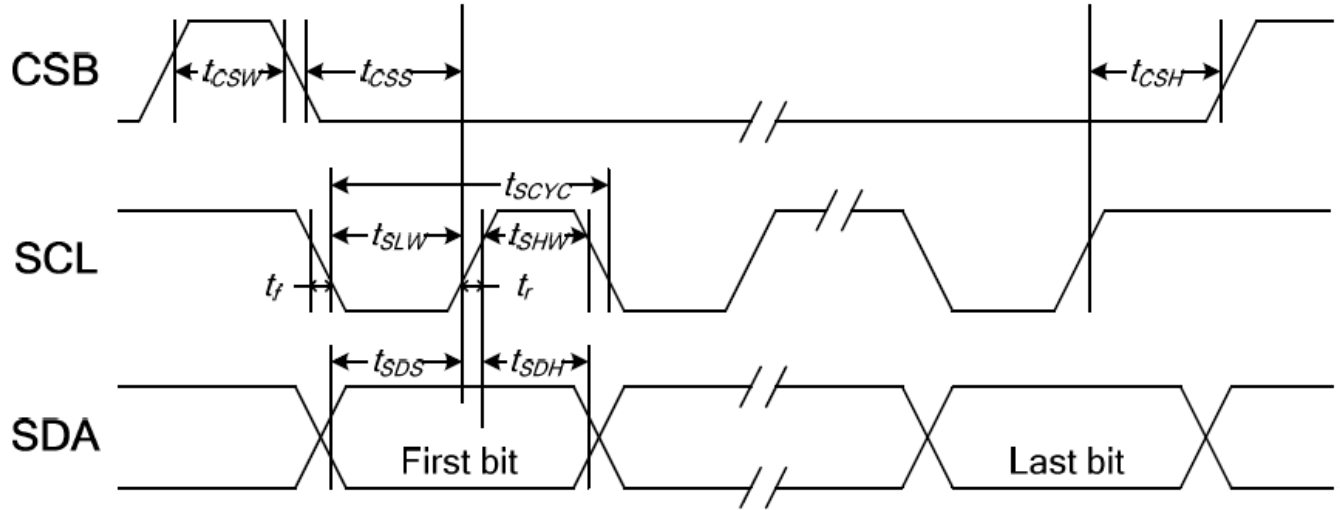 CSB tCSW tCSS tCSH
tSCYC
SCL tSLW tSHW
tf tr
tSDS tSDH
SDA First bit Last bit